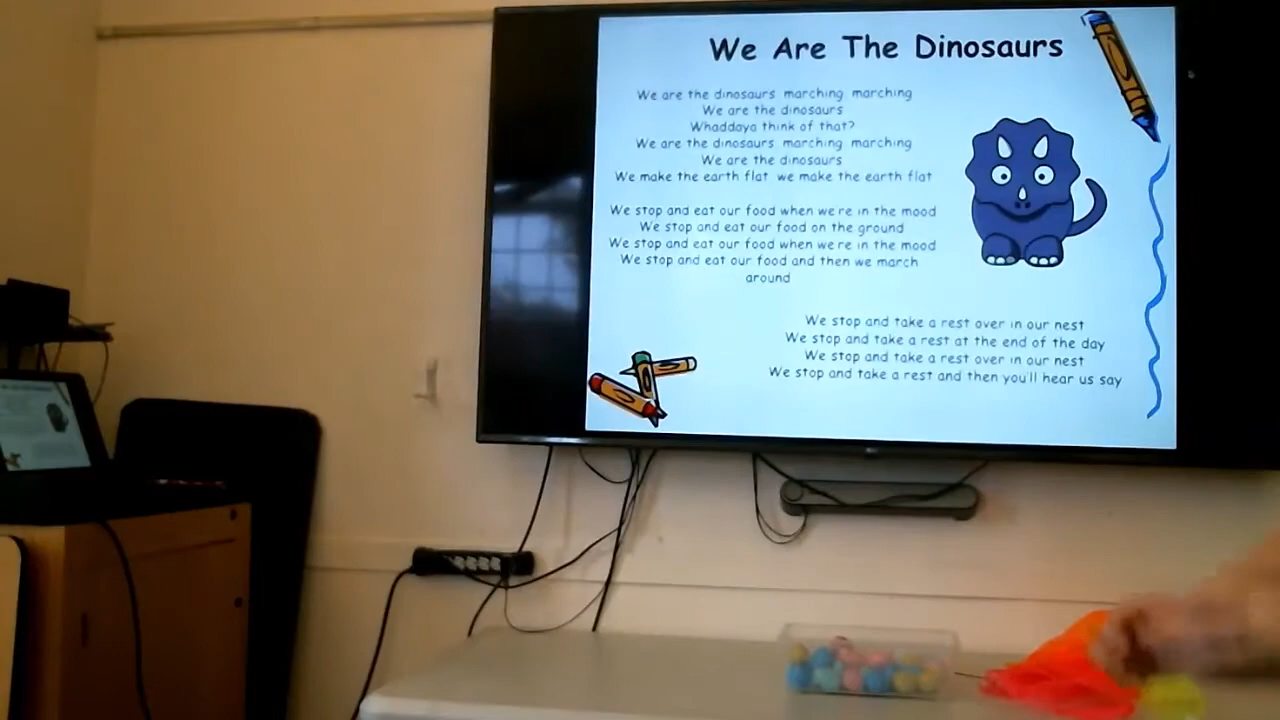 We Are The Dinosaurs
We are the dinosaurs marching marching
We are the dinosaurs
Whaddaya think of that?
We are the dinosaurs marching marching
We are the dinosaurs
We make the earth flat we make the earth flat
We stop and eat our food when we're in the mood
We stop and eat our food on the ground
We stop and eat our food when we're in the mood
We stop and eat our food and then we march
around
We stop and take a rest over in our nest
We stop and take a rest at the end of the day
We stop and take a rest over in our nest
We stop and take a rest and then you'll hear us say